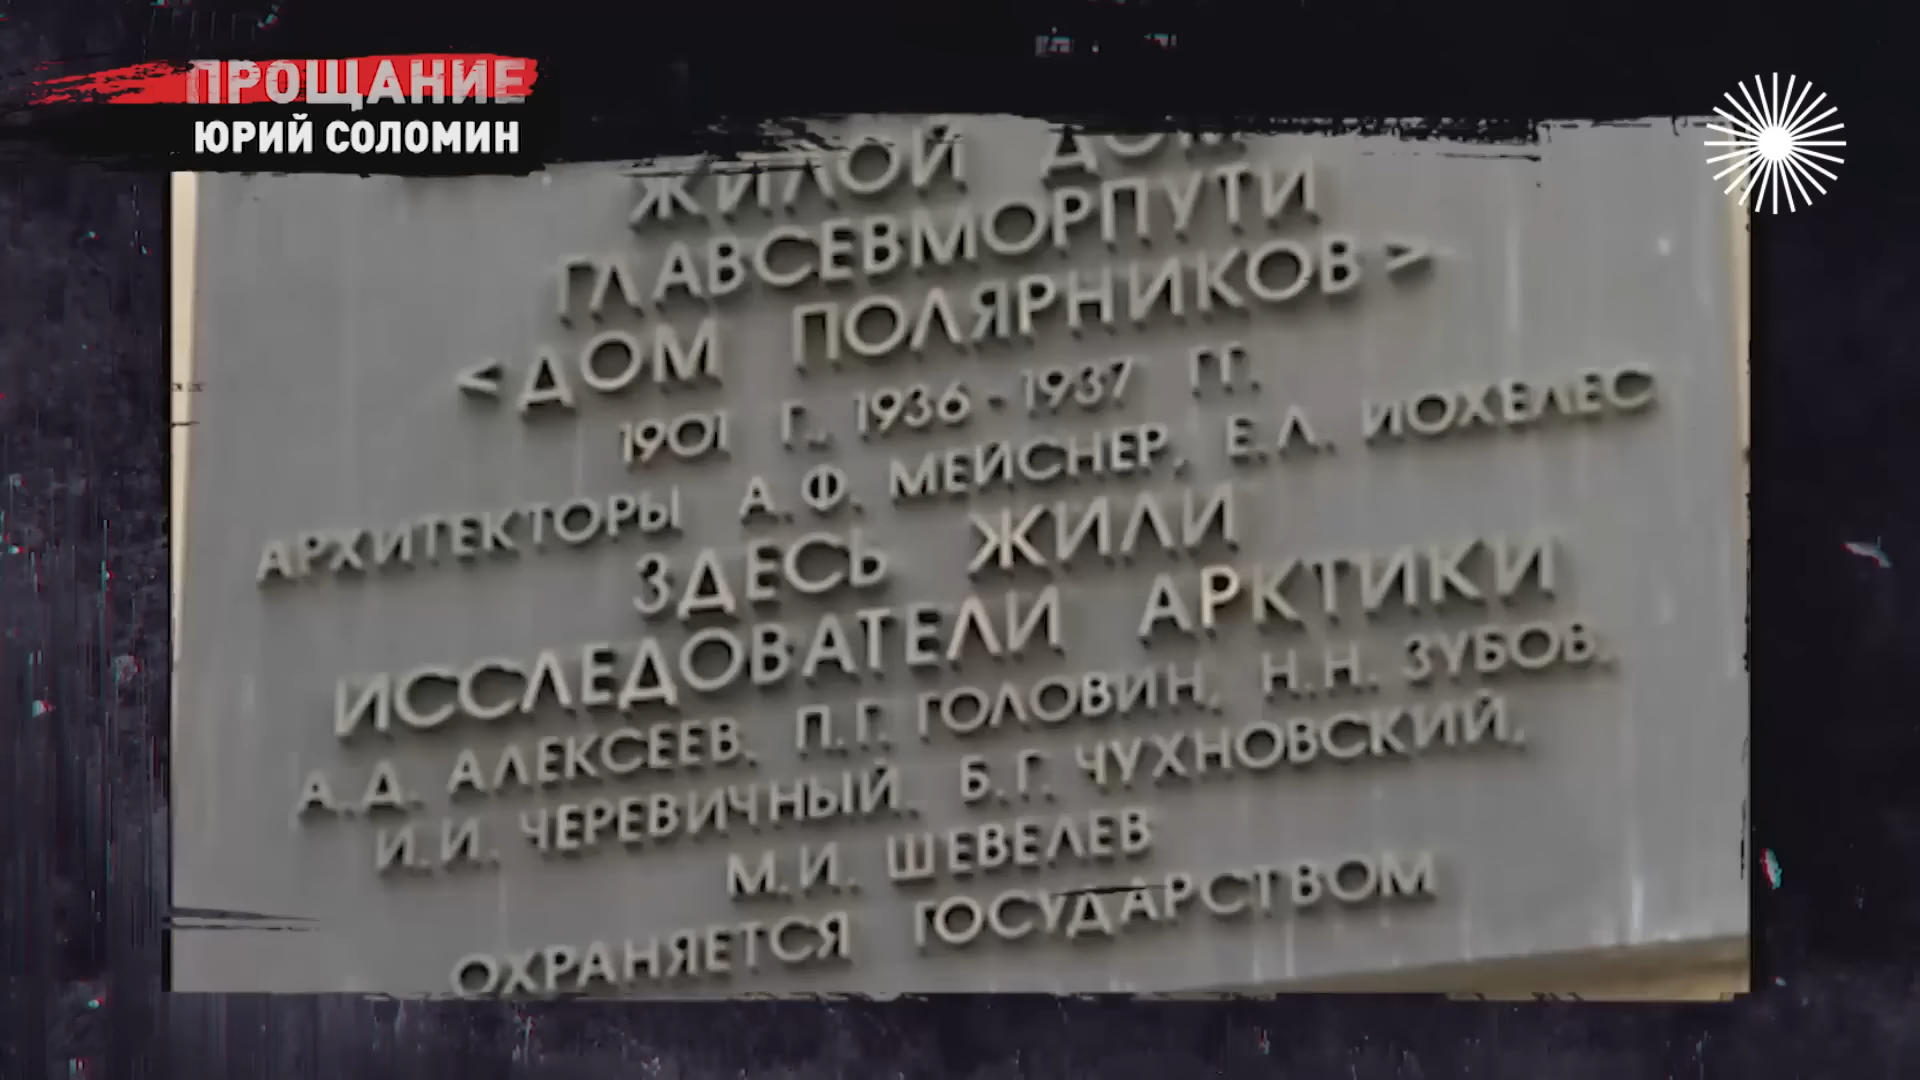 ПРОЩАНИЕ
ЮРИЙ СОЛОМИН
ЖИЛОЙ ДОМ
ГЛАВСЕВМОРПУТИ
<ДОМ ПОЛЯРНИКОВ>
1901 Г., 1936-1937 ГГ.
АРХИТЕКТОРЫ А.Ф. МЕЙСНЕР, Е.Л. ИОХЕЛЕС
ЗДЕСЬ ЖИЛИ
ИССЛЕДОВАТЕЛИ АРКТИКИ
А.Д. АЛЕКСЕЕВ, П.Г. ГОЛОВИН, Н.Н. ЗУБОВ,
И.И. ЧЕРЕВИЧНЫЙ, Б.Г. ЧУХНОВСКИЙ,
М.И. ШЕВЕЛЕВ
ОХРАНЯЕТСЯ ГОСУДАРСТВОМ